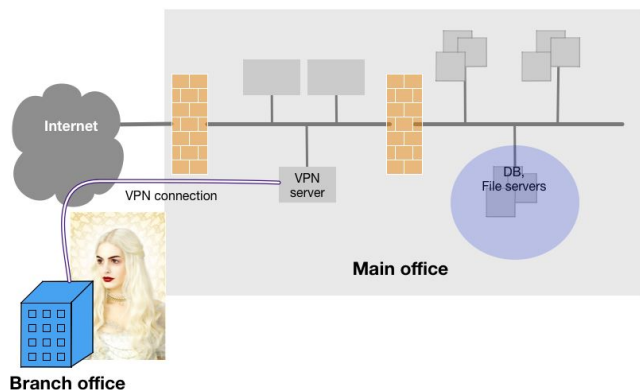 Internet
VPN
server
DB,
File servers
VPN connection
Main office
Branch office